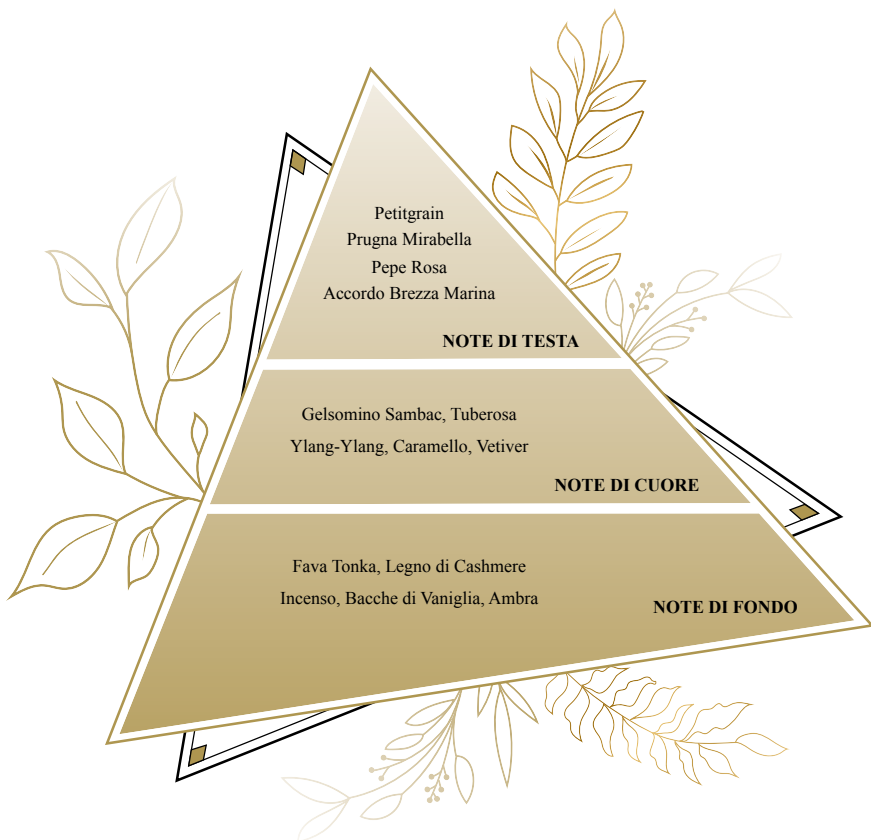 Petitgrain
Prugna Mirabella
Pepe Rosa
Accordo Brezza Marina
NOTE DI TESTA
Gelsomino Sambac, Tuberosa
Ylang-Ylang, Caramello, Vetiver
NOTE DI CUORE
Fava Tonka, Legno di Cashmere
Incenso, Bacche di Vaniglia, Ambra
NOTE DI FONDO